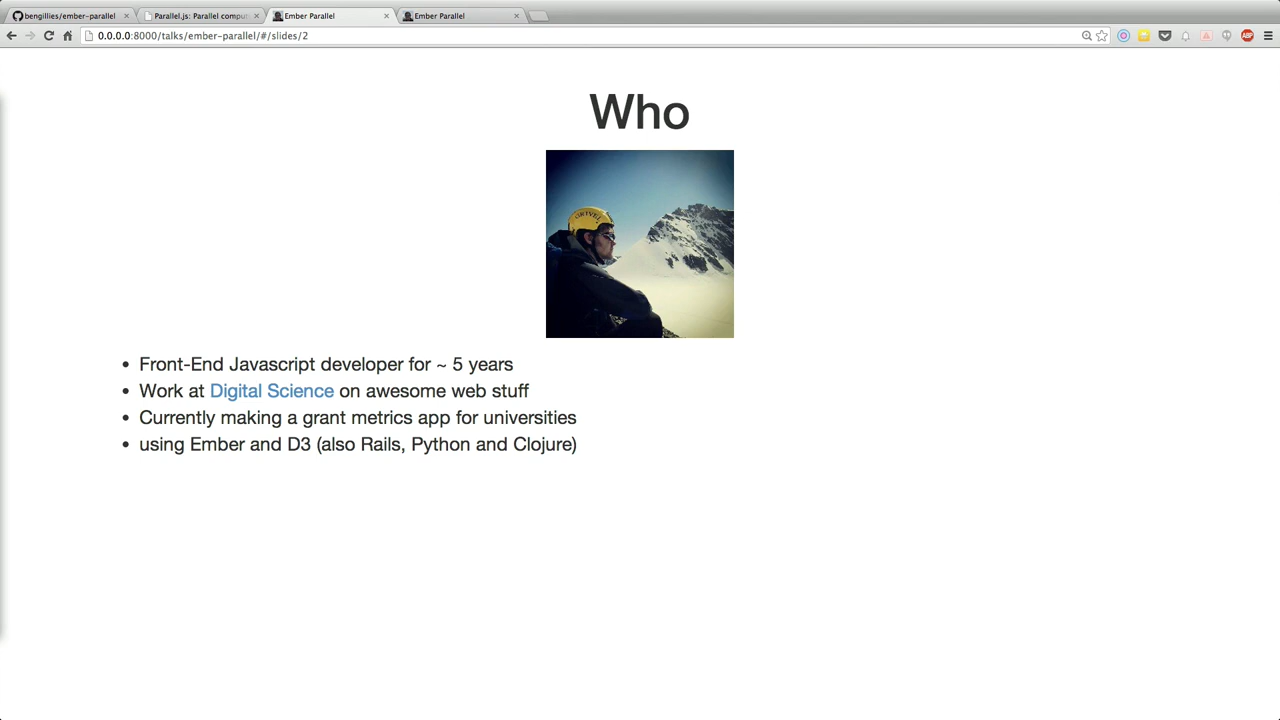 bengillies/ember-parallel
Parallel.js: Parallel comput
Ember Parallel
Ember Parallel
0.0.0.0:8000/talks/ember-parallel/#/slides/2
ABP
Who
GRIVEL
• Front-End Javascript developer for ~ 5 years
• Work at Digital Science on awesome web stuff
• Currently making a grant metrics app for universities
• using Ember and D3 (also Rails, Python and Clojure)